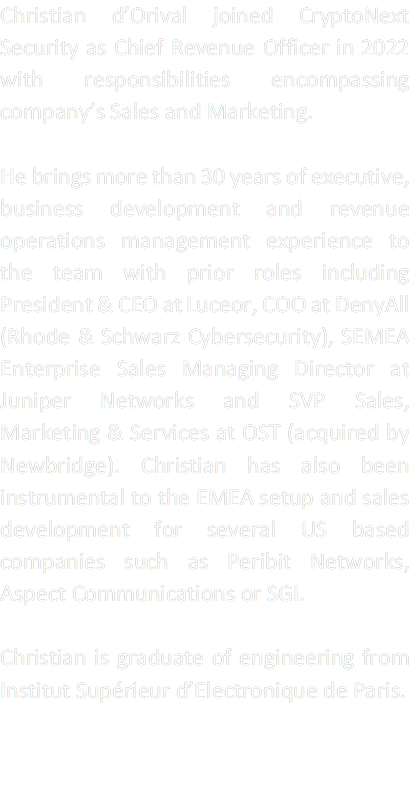 Christian d’Orival joined CryptoNext
Security as Chief Revenue Officer in 2022
with responsibilities encompassing
company’s Sales and Marketing.
He brings more than 30 years of executive,
business development and revenue
operations management experience to
the team with prior roles including
President & CEO at Luceor, COO at DenyAll
(Rhode & Schwarz Cybersecurity), SEMEA
Enterprise Sales Managing Director at
Juniper Networks and SVP Sales,
Marketing & Services at OST (acquired by
Newbridge). Christian has also been
instrumental to the EMEA setup and sales
development for several US based
companies such as Peribit Networks,
Aspect Communications or SGI.
Christian is graduate of engineering from
Institut Supérieur d’Electronique de Paris.